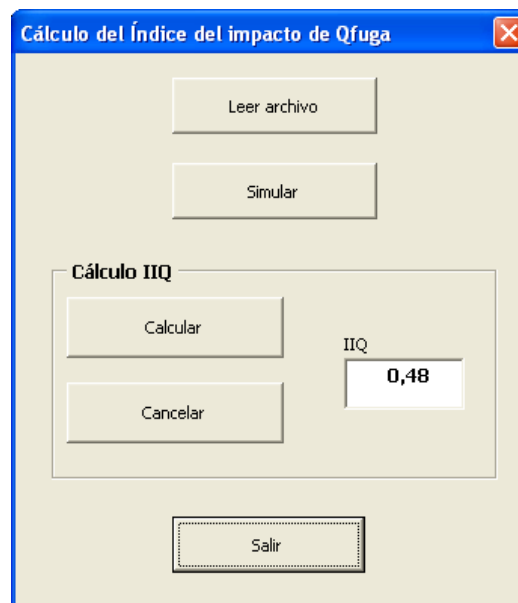 Cálculo del Índice del impacto de Qfuga
Leer archivo
Simular
Cálculo IIQ
Calcular
IIQ
0,48
Cancelar
Salir